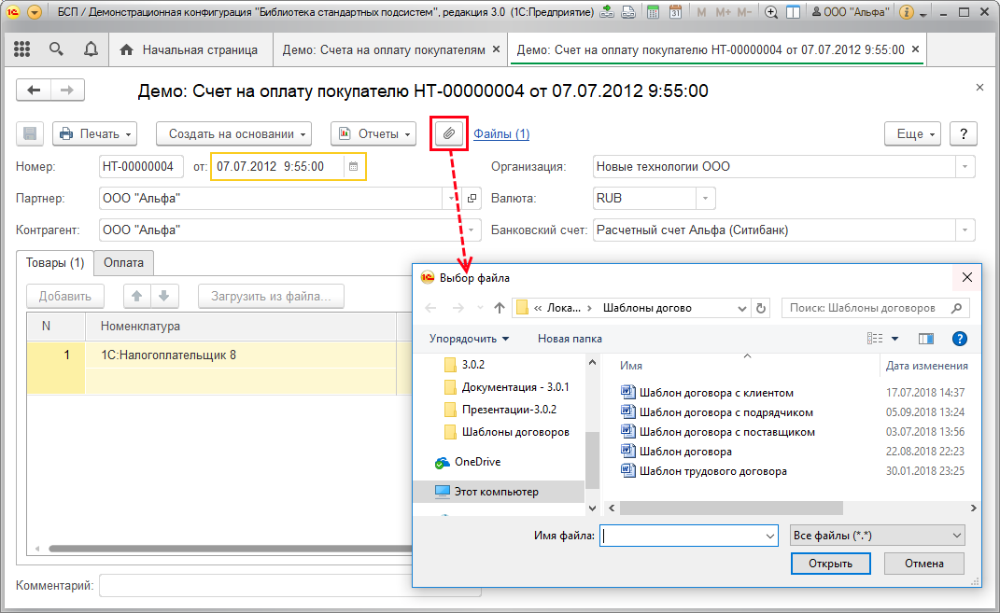 БСП / Демонстрационная конфигурация "Библиотека стандартных подсистем", редакция 3.0 (1С:Предприятие) M M+ M- ООО "Альфа"
Начальная страница Демо: Счета на оплату покупателям Демо: Счет на оплату покупателю НТ-00000004 от 07.07.2012 9:55:00
Демо: Счет на оплату покупателю НТ-00000004 от 07.07.2012 9:55:00
Печать Создать на основании Отчеты Файлы (1) Еще ?
Номер: НТ-00000004 от: 07.07.2012 9:55:00 Организация: Новые технологии ООО
Партнер: ООО "Альфа" Валюта: RUB
Контрагент: ООО "Альфа" Банковский счет: Расчетный счет Альфа (Ситибанк)
Товары (1) Оплата
Добавить Загрузить из файла...
N Номенклатура
1 1С:Налогоплательщик 8
Комментарий:
Выбор файла
« Лока... › Шаблоны догово Поиск: Шаблоны договоров
Упорядочить Новая папка ?
Имя Дата изменения
3.0.2
Документация - 3.0.1
Презентации-3.0.2
Шаблоны договоров
OneDrive
Этот компьютер
Шаблон договора с клиентом 17.07.2018 14:37
Шаблон договора с подрядчиком 05.09.2018 13:24
Шаблон договора с поставщиком 03.07.2018 13:56
Шаблон договора 22.08.2018 22:23
Шаблон трудового договора 30.01.2018 23:25
Имя файла: Все файлы (*.*)
Открыть Отмена